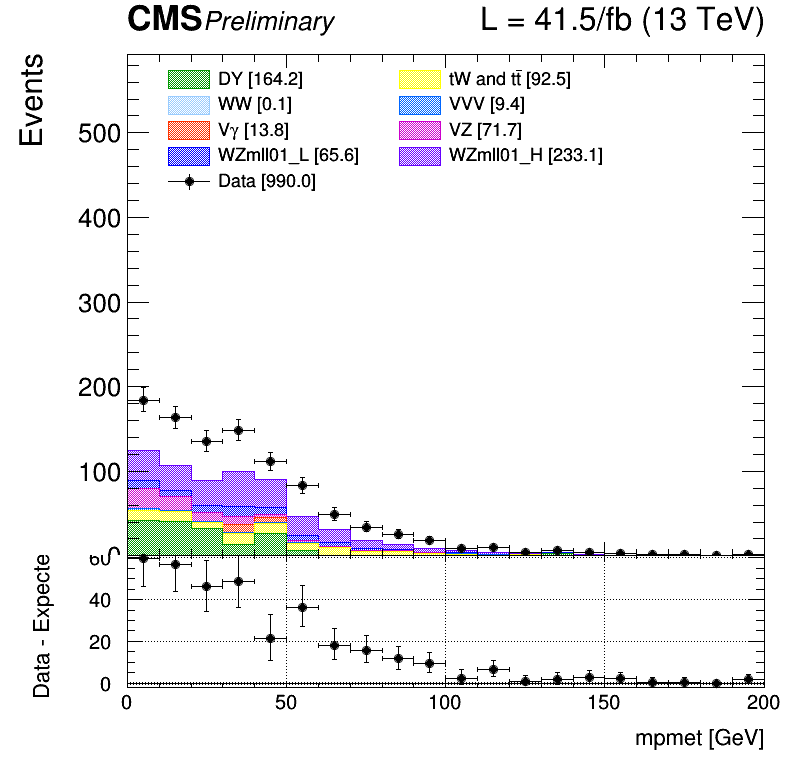 CMS Preliminary L = 41.5/fb (13 TeV)
Events
DY [164.2] tW and tt̄ [92.5]
WW [0.1] VVV [9.4]
Vγ [13.8] VZ [71.7]
WZmll01_L [65.6] WZmll01_H [233.1]
Data [990.0]
500
400
300
200
100
Data - Expecte
60
40
20
0
0 50 100 150 200
mpmet [GeV]